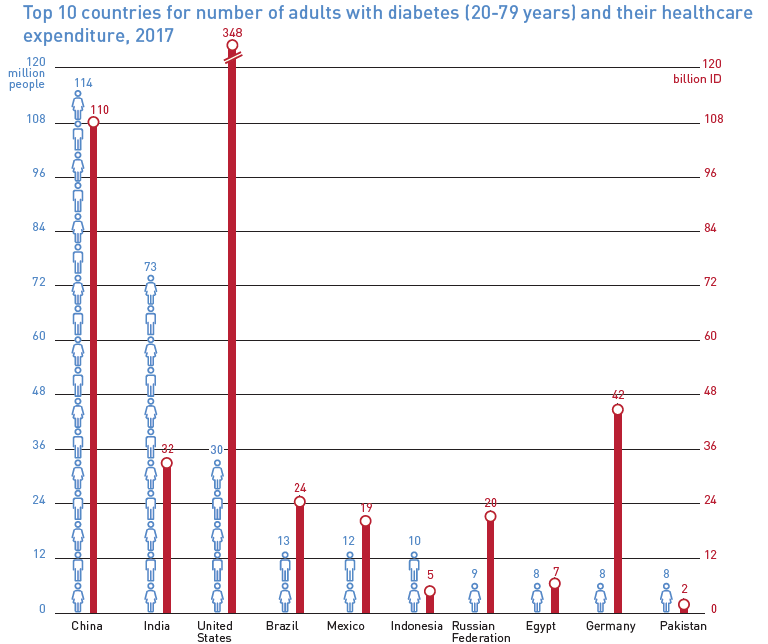 Top 10 countries for number of adults with diabetes (20-79 years) and their healthcare
expenditure, 2017
348
120
million
people
120
billion ID
114
110
108
108
96
96
84
84
73
72
72
60
60
48
48
42
36
36
32
30
24
24
24
20
19
13
12
10
12
12
9
8
7
8
8
5
2
0
0
China
India
United
States
Brazil
Mexico
Indonesia
Russian
Federation
Egypt
Germany
Pakistan